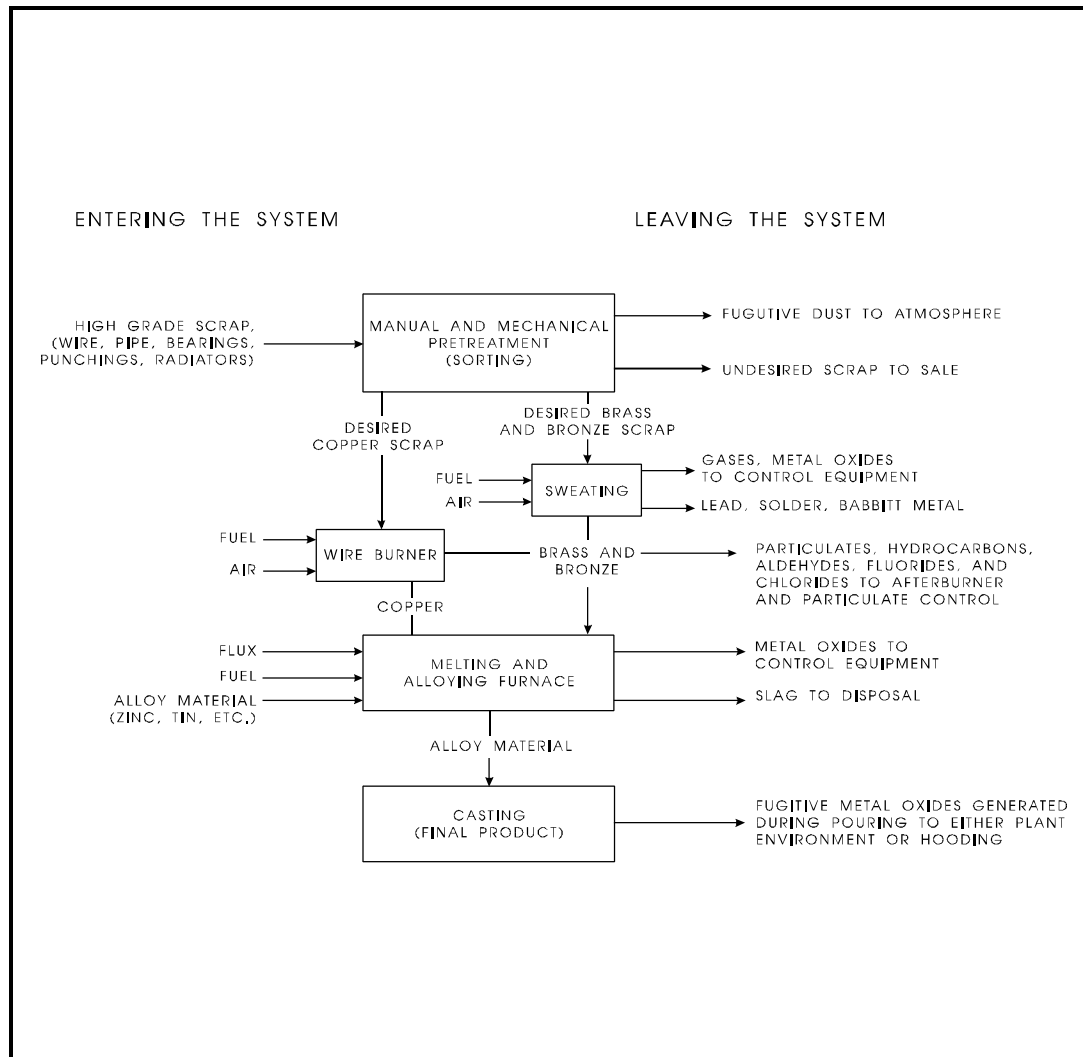 ENTERING THE SYSTEM
LEAVING THE SYSTEM
HIGH GRADE SCRAP,
(WIRE, PIPE, BEARINGS,
PUNCHINGS, RADIATORS)
MANUAL AND MECHANICAL
PRETREATMENT
(SORTING)
FUGUTIVE DUST TO ATMOSPHERE
UNDESIRED SCRAP TO SALE
DESIRED
COPPER SCRAP
DESIRED BRASS
AND BRONZE SCRAP
FUEL
AIR
SWEATING
GASES, METAL OXIDES
TO CONTROL EQUIPMENT
LEAD, SOLDER, BABBITT METAL
FUEL
AIR
WIRE BURNER
BRASS AND
BRONZE
PARTICULATES, HYDROCARBONS,
ALDEHYDES, FLUORIDES, AND
CHLORIDES TO AFTERBURNER
AND PARTICULATE CONTROL
COPPER
FLUX
FUEL
ALLOY MATERIAL
(ZINC, TIN, ETC.)
MELTING AND
ALLOYING FURNACE
METAL OXIDES TO
CONTROL EQUIPMENT
SLAG TO DISPOSAL
ALLOY MATERIAL
CASTING
(FINAL PRODUCT)
FUGITIVE METAL OXIDES GENERATED
DURING POURING TO EITHER PLANT
ENVIRONMENT OR HOODING